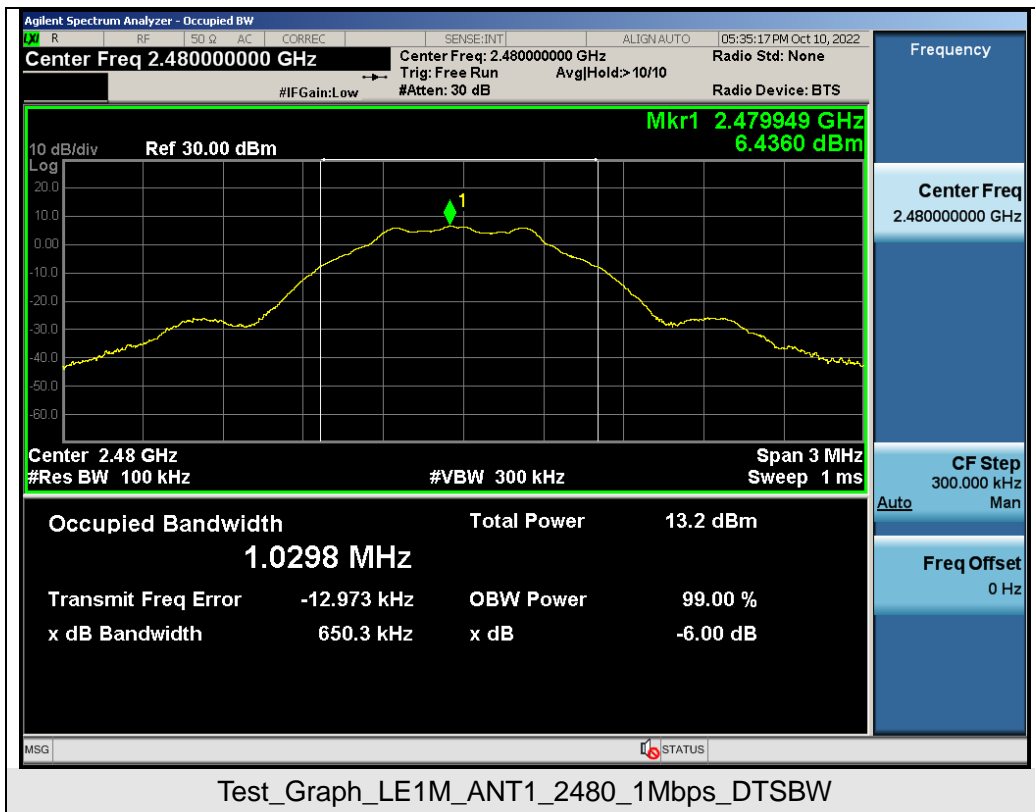 Agilent Spectrum Analyzer - Occupied BW
LXI R RF 50 Ω AC CORREC SENSE:INT ALIGN AUTO 05:35:17 PM Oct 10, 2022
Center Freq 2.480000000 GHz
Center Freq: 2.480000000 GHz
Radio Std: None
Trig: Free Run Avg|Hold:> 10/10
#IFGain:Low
#Atten: 30 dB
Radio Device: BTS
Frequency
Mkr1 2.479949 GHz
6.4360 dBm
10 dB/div Ref 30.00 dBm
Log
20.0
10.0
0.00
-10.0
-20.0
-30.0
-40.0
-50.0
-60.0
1
Center 2.48 GHz
Span 3 MHz
#Res BW 100 kHz
#VBW 300 kHz
Sweep 1 ms
Center Freq
2.480000000 GHz
CF Step
300.000 kHz
Auto Man
Freq Offset
0 Hz
Occupied Bandwidth
Total Power 13.2 dBm
1.0298 MHz
Transmit Freq Error -12.973 kHz
OBW Power 99.00 %
x dB Bandwidth 650.3 kHz
x dB -6.00 dB
MSG
STATUS
Test_Graph_LE1M_ANT1_2480_1Mbps_DTSBW